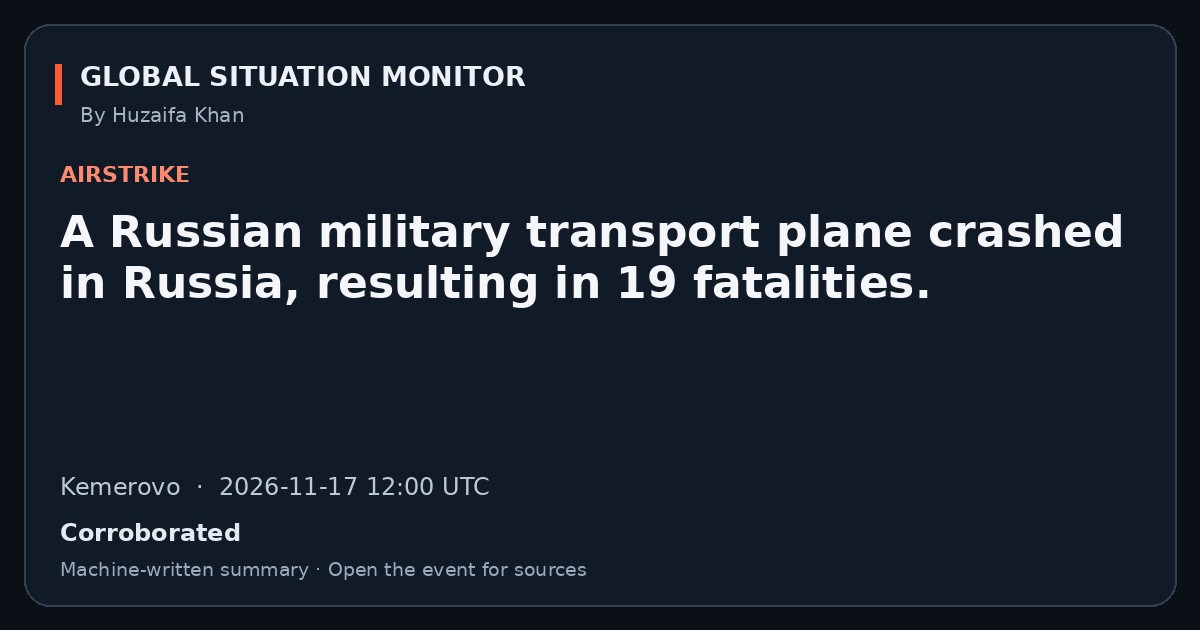 GLOBAL SITUATION MONITOR
By Huzaifa Khan
AIRSTRIKE
A Russian military transport plane crashed
in Russia, resulting in 19 fatalities.
Kemerovo · 2026-11-17 12:00 UTC
Corroborated
Machine-written summary · Open the event for sources